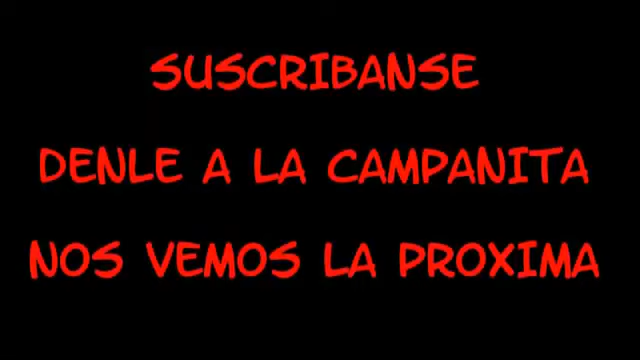 SUSCRIBANSE
DENLE A LA CAMPANITA
NOS VEMOS LA PROXIMA